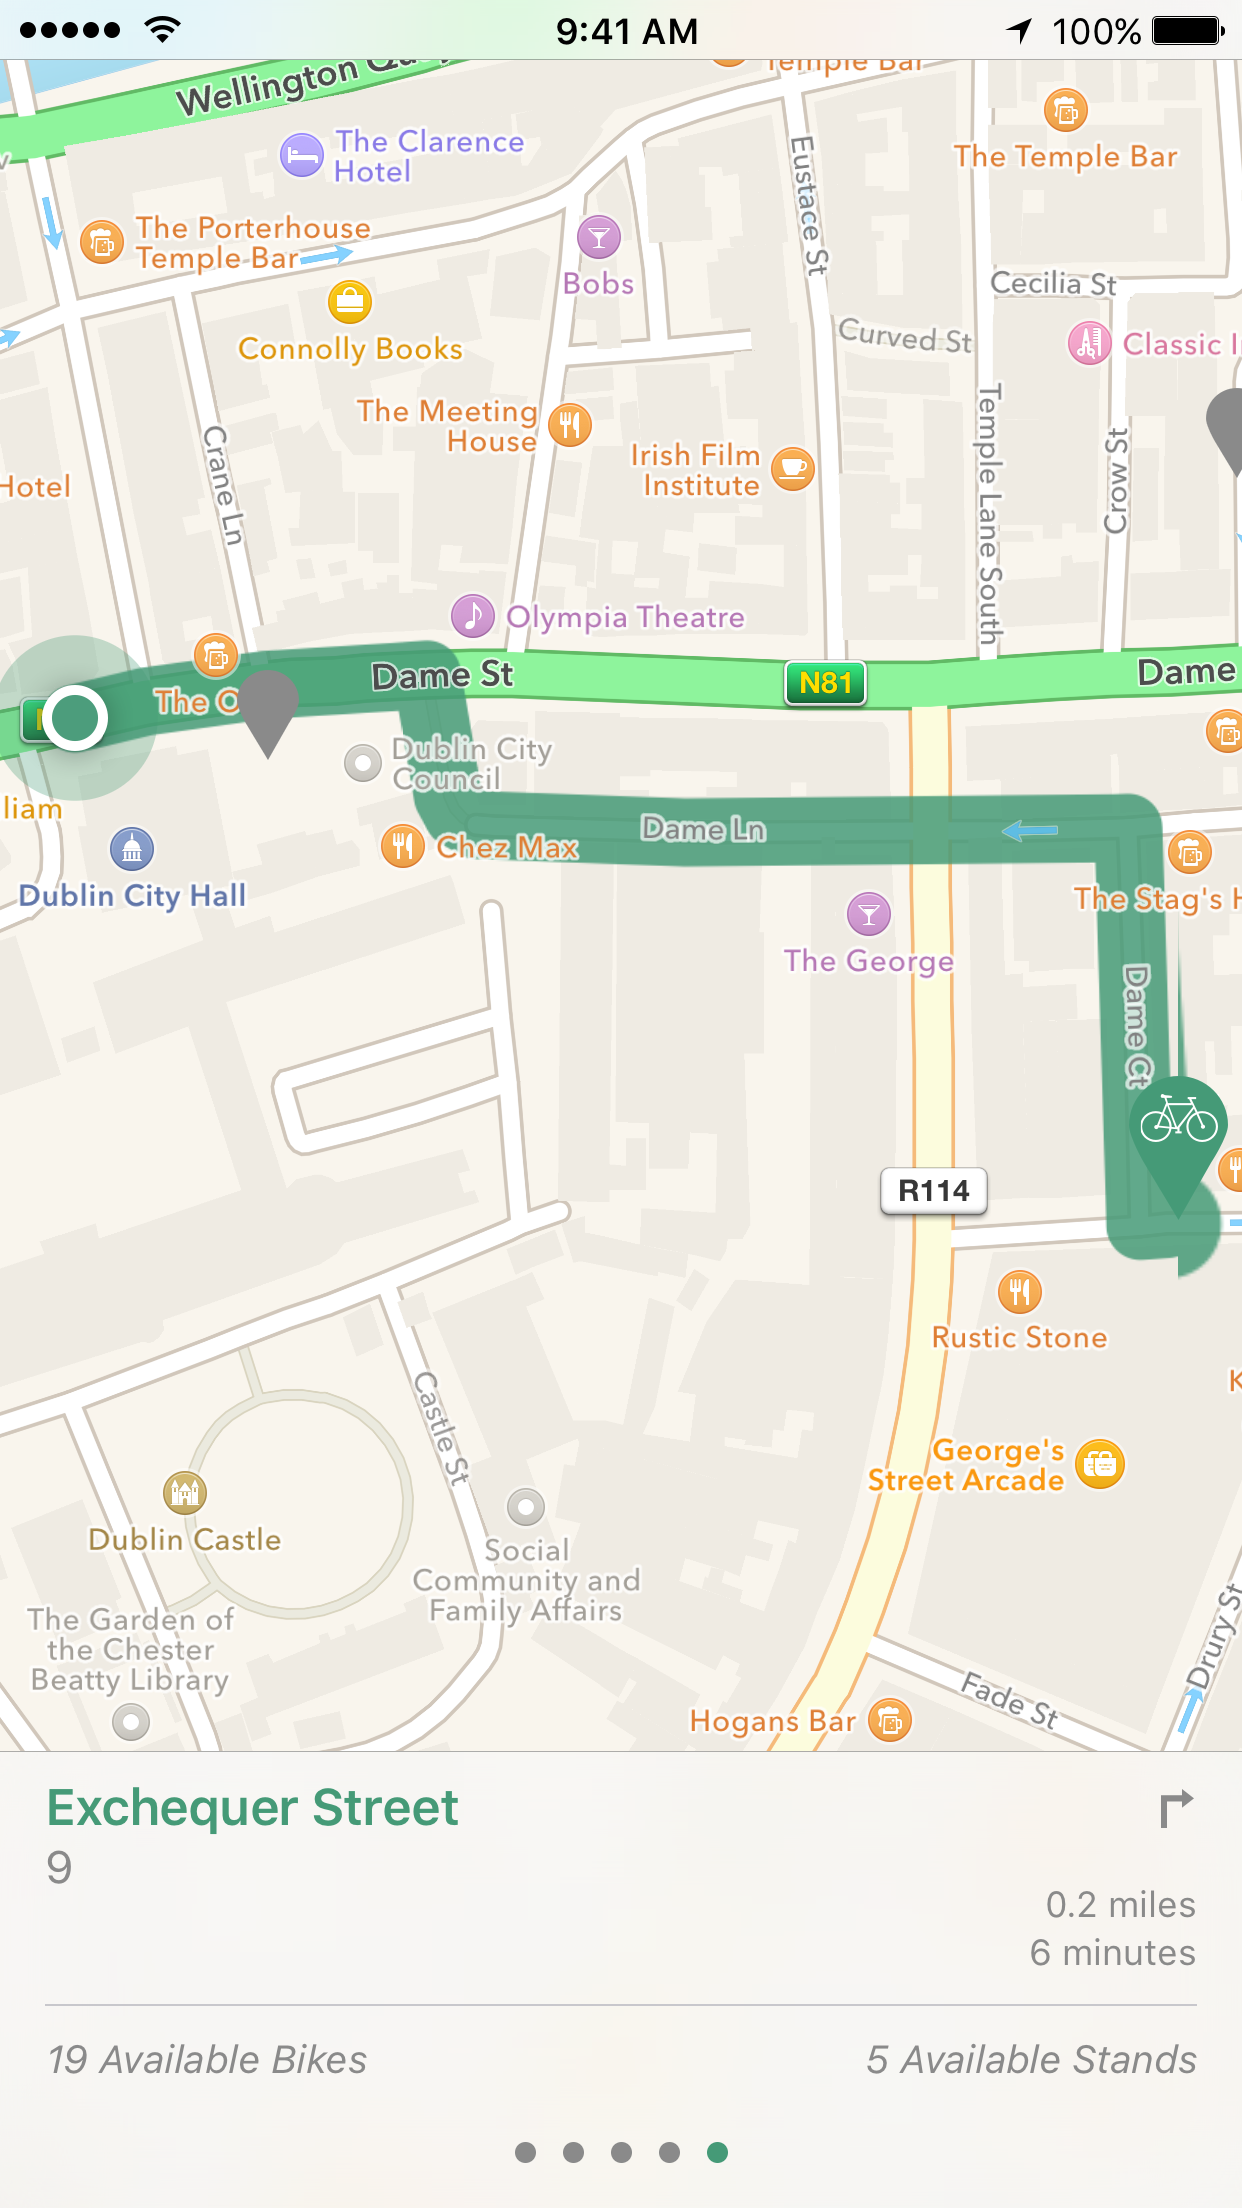 9:41 AM
100%
Wellington Quay
Temple Bar
The Clarence
Hotel
The Temple Bar
Eustace St
The Porterhouse
Temple Bar
Bobs
Cecilia St
Connolly Books
Curved St
Classic
The Meeting
House
Irish Film
Institute
Hotel
Crane Ln
Temple Lane South
Crow St
Olympia Theatre
Dame St
N81
Dame
The
Dublin City
Council
liam
Dame Ln
Chez Max
Dublin City Hall
The Stag's H
The George
Dame Ct
R114
Rustic Stone
K
Castle St
George's
Street Arcade
Dublin Castle
Social
Community and
Family Affairs
The Garden of
the Chester
Beatty Library
Drury St
Fade St
Hogans Bar
Exchequer Street
9
0.2 miles
6 minutes
19 Available Bikes
5 Available Stands